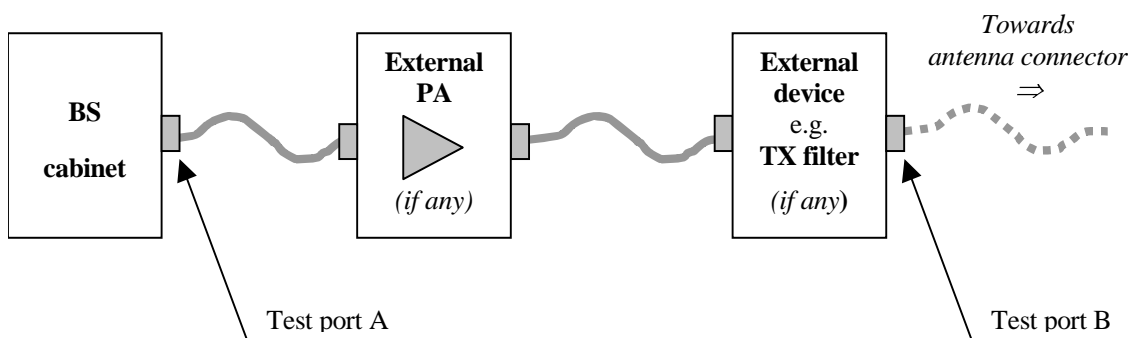 BS
cabinet
External
PA
(if any)
External
device
e.g.
TX filter
(if any)
Towards
antenna connector
⇒
Test port A
Test port B